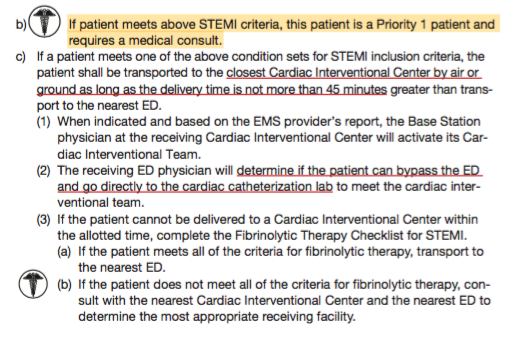 b) If patient meets above STEMI criteria, this patient is a Priority 1 patient and
requires a medical consult.
c) If a patient meets one of the above condition sets for STEMI inclusion criteria, the
patient shall be transported to the closest Cardiac Interventional Center by air or
ground as long as the delivery time is not more than 45 minutes greater than trans-
port to the nearest ED.
(1) When indicated and based on the EMS provider's report, the Base Station
physician at the receiving Cardiac Interventional Center will activate its Car-
diac Interventional Team.
(2) The receiving ED physician will determine if the patient can bypass the ED
and go directly to the cardiac catheterization lab to meet the cardiac inter-
ventional team.
(3) If the patient cannot be delivered to a Cardiac Interventional Center within
the allotted time, complete the Fibrinolytic Therapy Checklist for STEMI.
(a) If the patient meets all of the criteria for fibrinolytic therapy, transport to
the nearest ED.
(b) If the patient does not meet all of the criteria for fibrinolytic therapy, con-
sult with the nearest Cardiac Interventional Center and the nearest ED to
determine the most appropriate receiving facility.